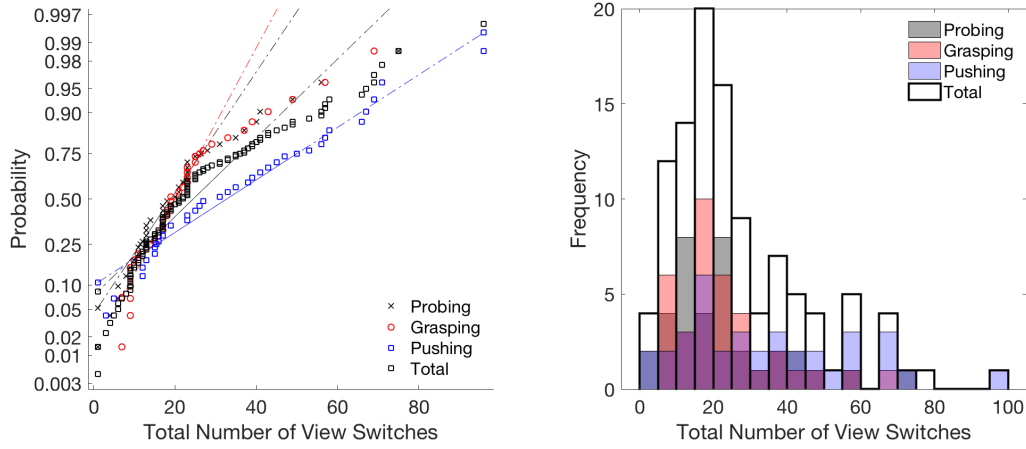 0.997
0.99
0.98
0.95
0.90
0.75
0.50
0.25
0.10
0.05
0.02
0.01
0.003
Probability
0 20 40 60 80
Total Number of View Switches
Probing
Grasping
Pushing
Total
20
15
10
5
0
Frequency
0 20 40 60 80 100
Total Number of View Switches
Probing
Grasping
Pushing
Total